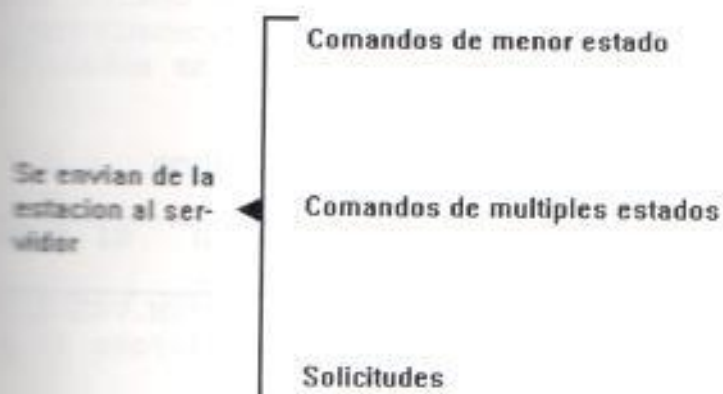 Comandos de menor estado
Se envian de la
estacion al ser-
vidor
Comandos de multiples estados
Solicitudes